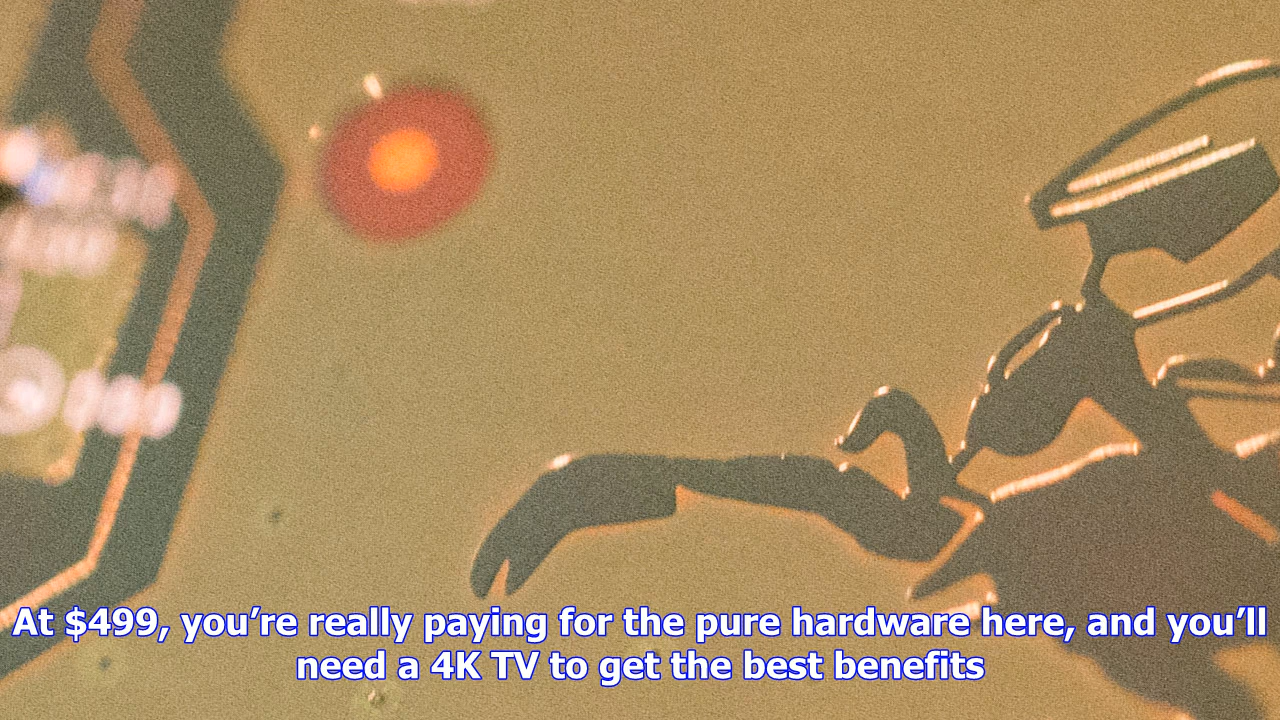 At $499, you’re really paying for the pure hardware here, and you’ll
need a 4K TV to get the best benefits